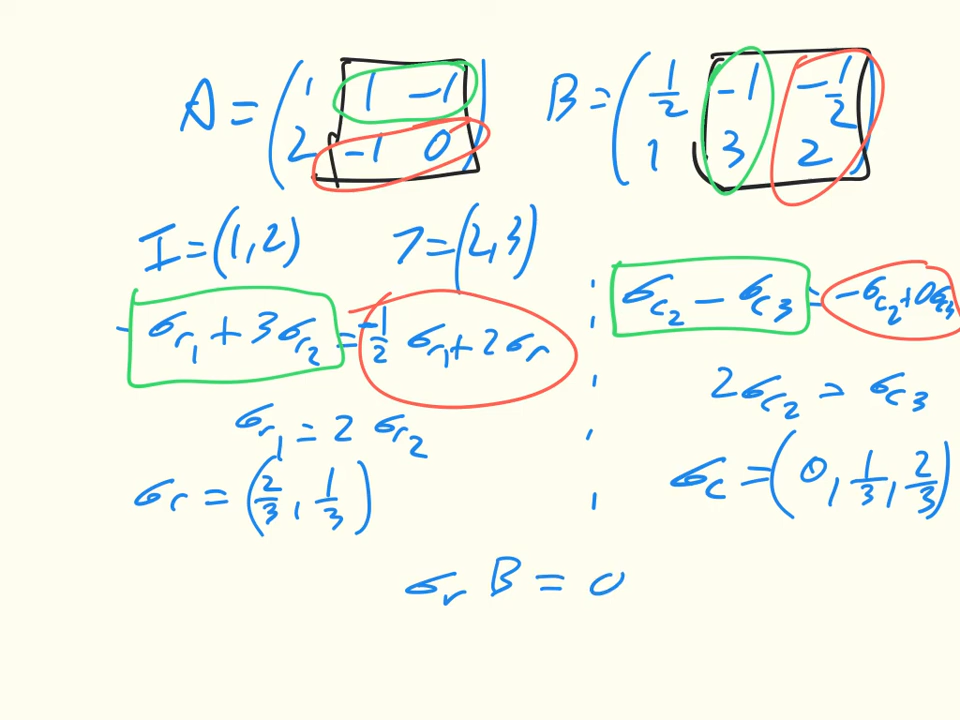 A = ( 1 1 -1 B = ( 1/2 -1 -1/2
2 -1 0 ) 1 3 2 )
I = (1,2) 7 = (2,3)
-σr1 + 3σr2 = -1/2 σr1 + 2σr
σr1 = 2 σr2
σr = (2/3, 1/3)
σc2 - σc3 = -σc2 + 0σc3
2σc2 = σc3
σc = (0, 1/3, 2/3)
σr B = 0